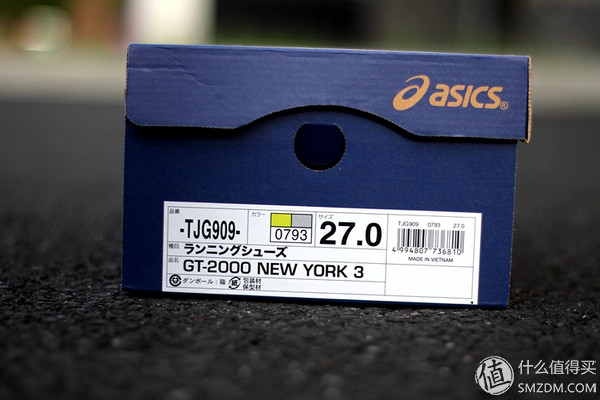 asics®
品番
-TJG909-
カラー
0793
サイズ
27.0
種目
ランニングシューズ
品名
GT-2000 NEW YORK 3
ダンボール：箱
紙
包装材
保型材
TJG909 0793 27.0
4 994807 736810
MADE IN VIETNAM
值 什么值得买
SMZDM.COM